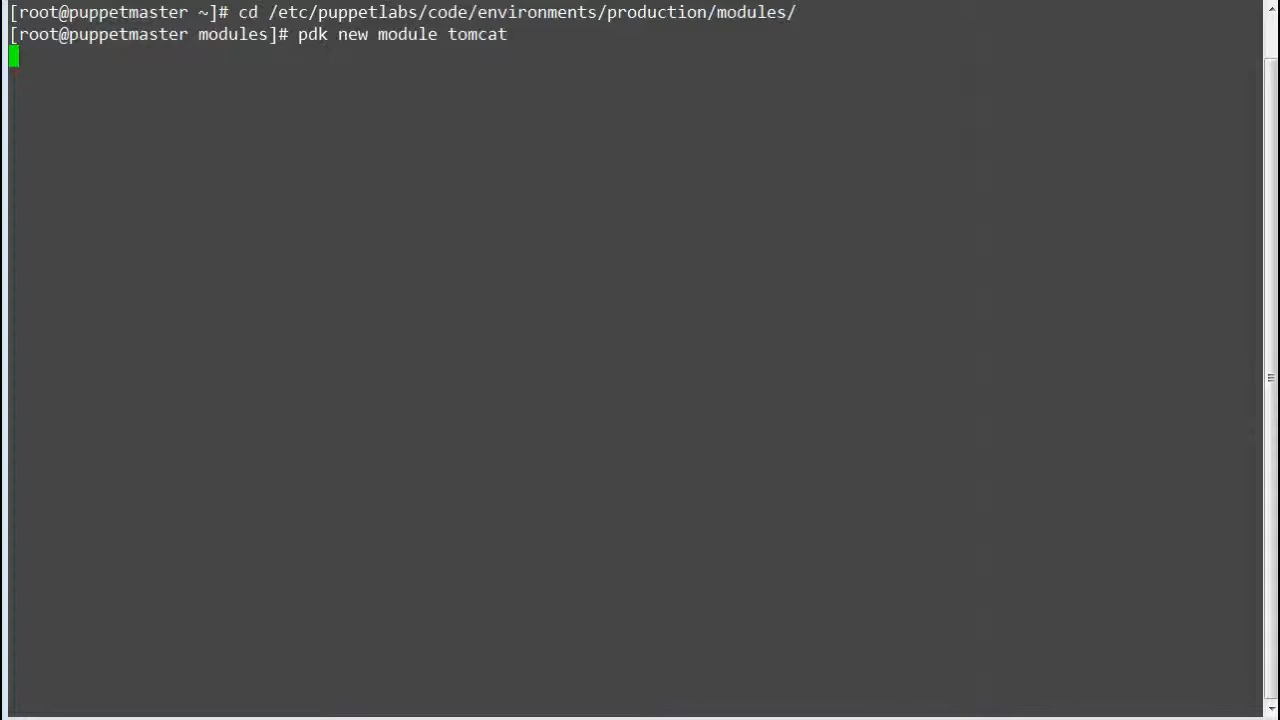 [root@puppetmaster ~]# cd /etc/puppetlabs/code/environments/production/modules/
[root@puppetmaster modules]# pdk new module tomcat